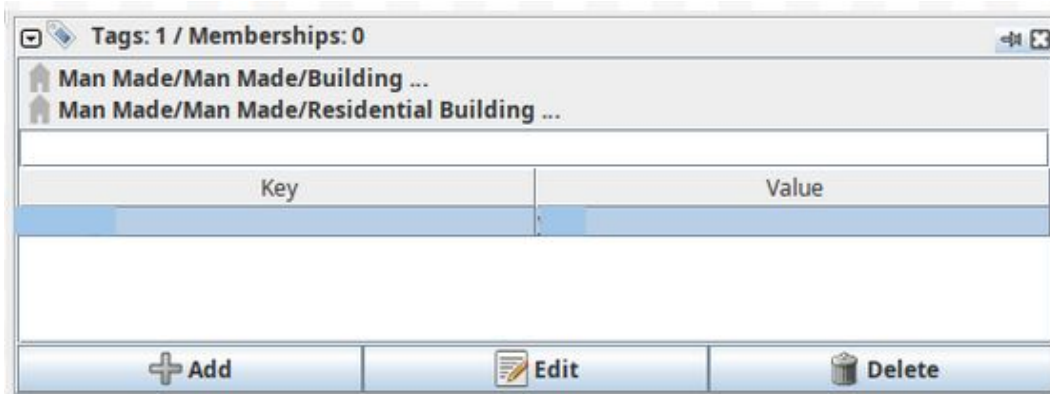 Tags: 1 / Memberships: 0
Man Made/Man Made/Building ...
Man Made/Man Made/Residential Building ...
Key Value
Add Edit Delete